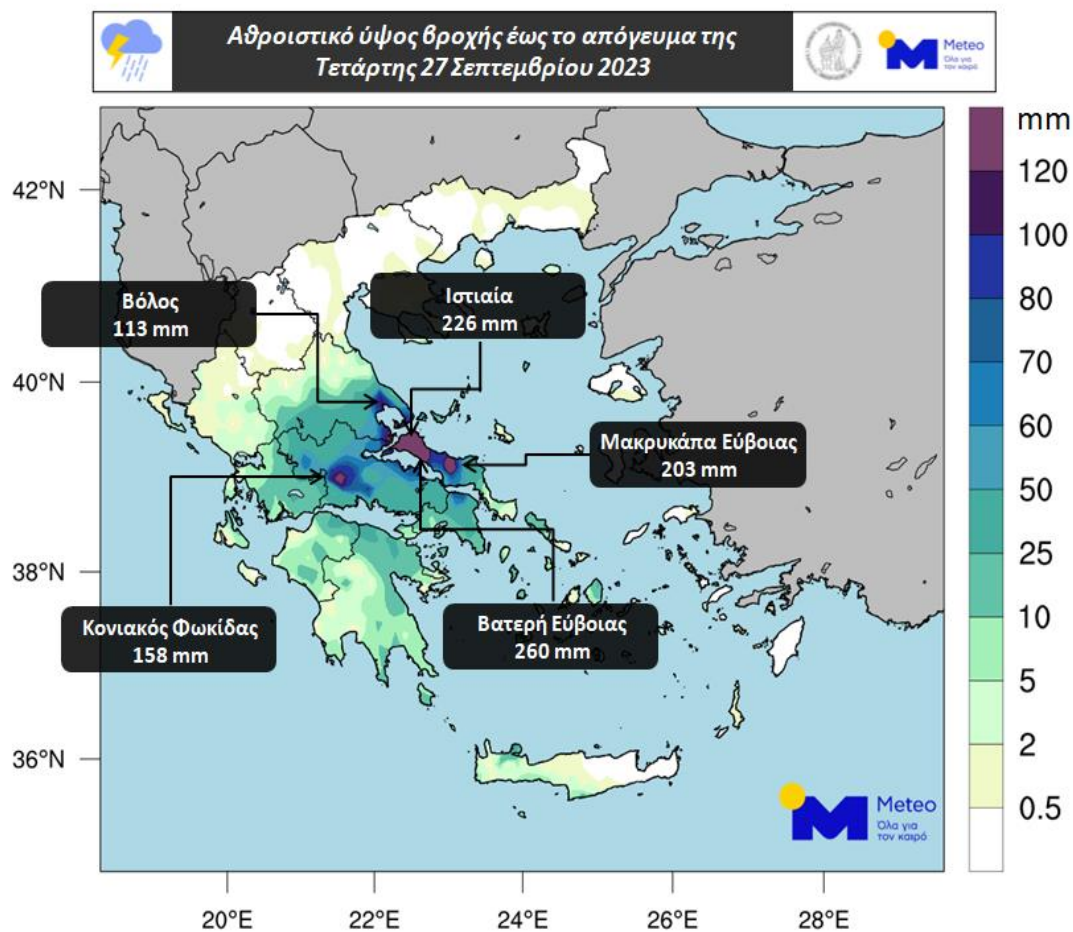 Αθροιστικό ύψος βροχής έως το απόγευμα της
Τετάρτης 27 Σεπτεμβρίου 2023
Meteo
Όλα για
τον καιρό
mm
120
100
80
70
60
50
25
10
5
2
0.5
42°N
40°N
38°N
36°N
Βόλος
113 mm
Ιστιαία
226 mm
Μακρυκάπα Εύβοιας
203 mm
Κονιακός Φωκίδας
158 mm
Βατερή Εύβοιας
260 mm
Meteo
Όλα για
τον καιρό
20°E
22°E
24°E
26°E
28°E